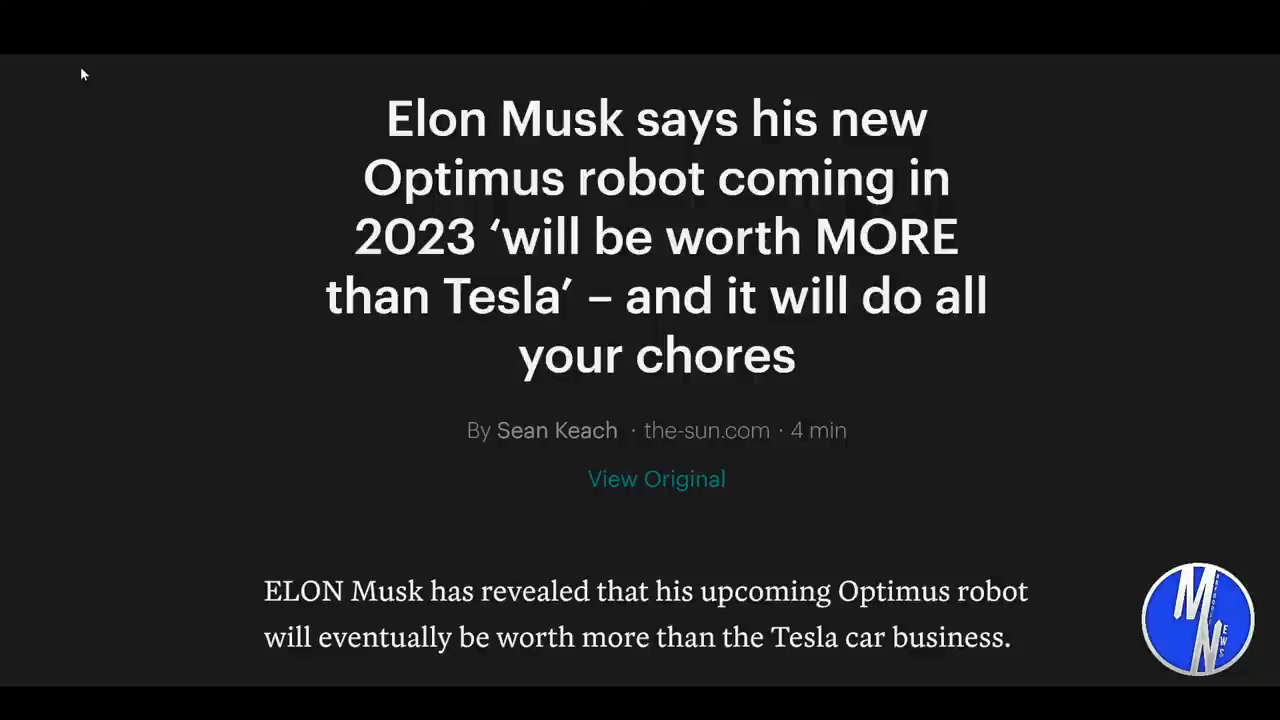 Elon Musk says his new
Optimus robot coming in
2023 ‘will be worth MORE
than Tesla’ – and it will do all
your chores
By Sean Keach · the-sun.com · 4 min
View Original
ELON Musk has revealed that his upcoming Optimus robot
will eventually be worth more than the Tesla car business.
MN
EWS